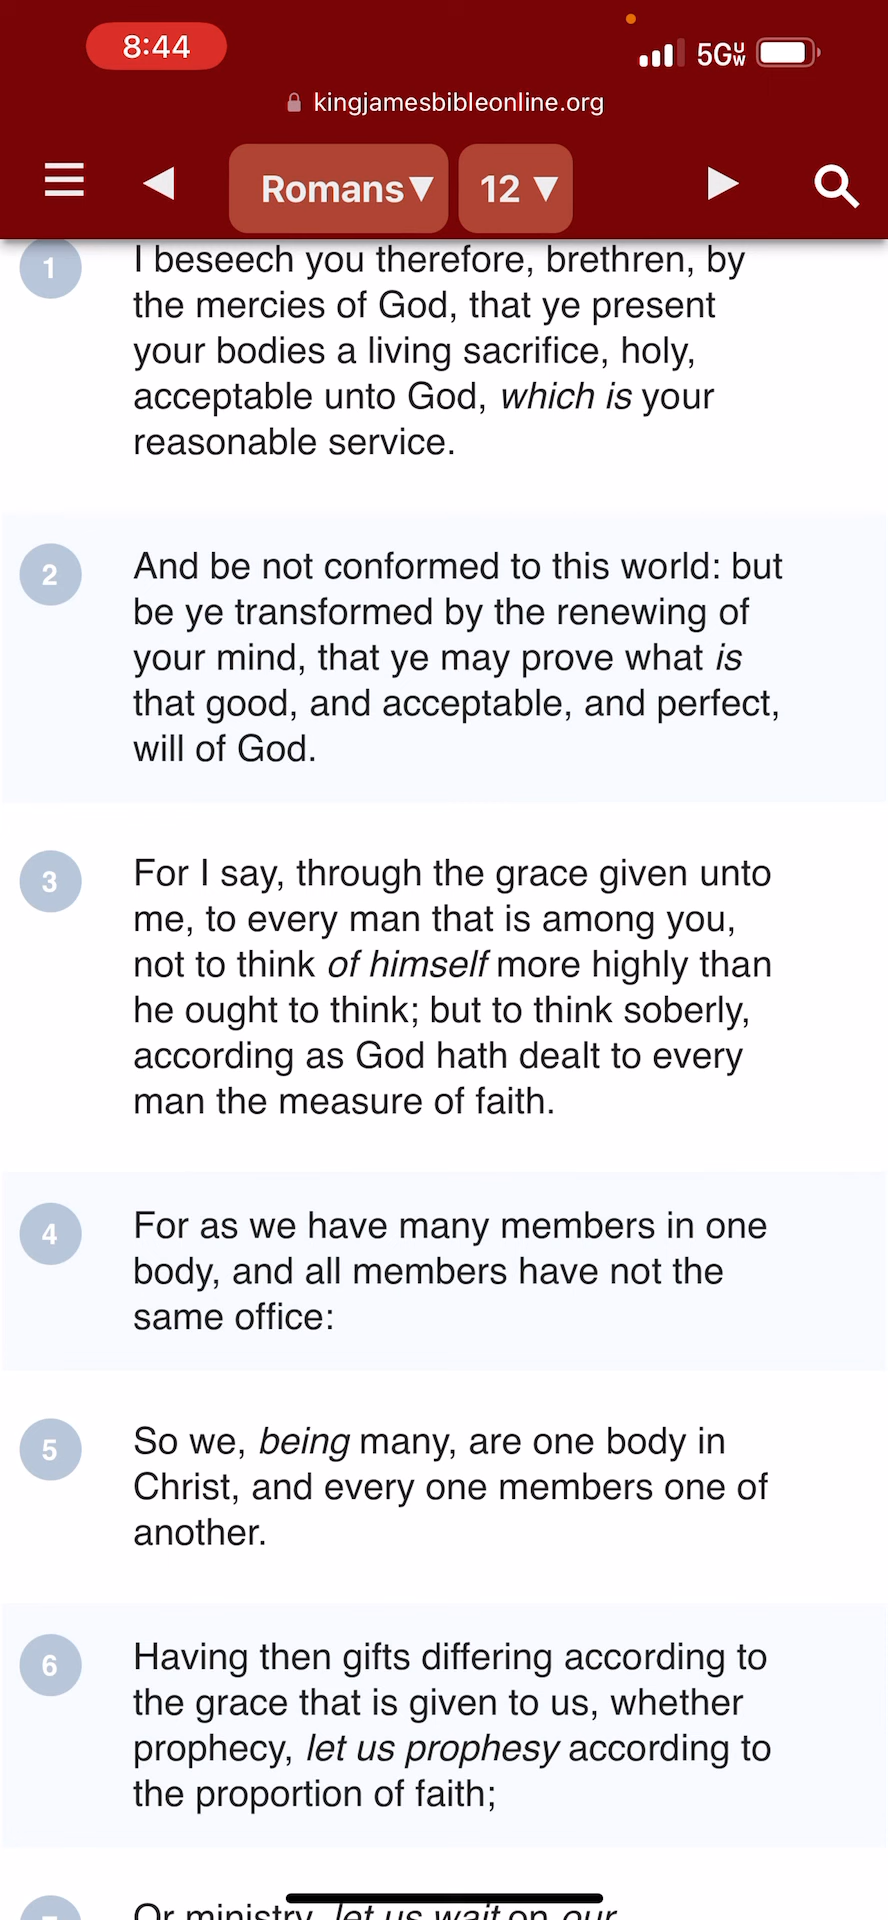 8:44
5GUW
kingjamesbibleonline.org
Romans▼ 12 ▼
1 I beseech you therefore, brethren, by
the mercies of God, that ye present
your bodies a living sacrifice, holy,
acceptable unto God, which is your
reasonable service.
2 And be not conformed to this world: but
be ye transformed by the renewing of
your mind, that ye may prove what is
that good, and acceptable, and perfect,
will of God.
3 For I say, through the grace given unto
me, to every man that is among you,
not to think of himself more highly than
he ought to think; but to think soberly,
according as God hath dealt to every
man the measure of faith.
4 For as we have many members in one
body, and all members have not the
same office:
5 So we, being many, are one body in
Christ, and every one members one of
another.
6 Having then gifts differing according to
the grace that is given to us, whether
prophecy, let us prophesy according to
the proportion of faith;
Or ministry, let us wait on our